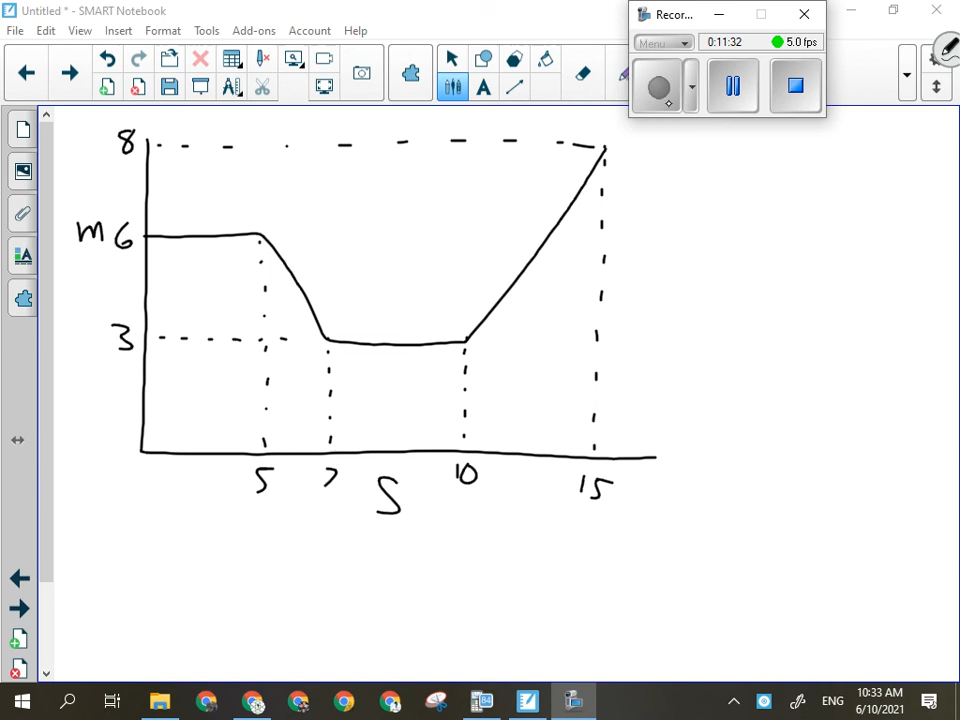 Untitled * - SMART Notebook
Recor...
File Edit View Insert Format Tools Add-ons Account Help
Menu
0:11:32
5.0 fps
8
m 6
3
5
7
10
15
S
ENG
10:33 AM
6/10/2021